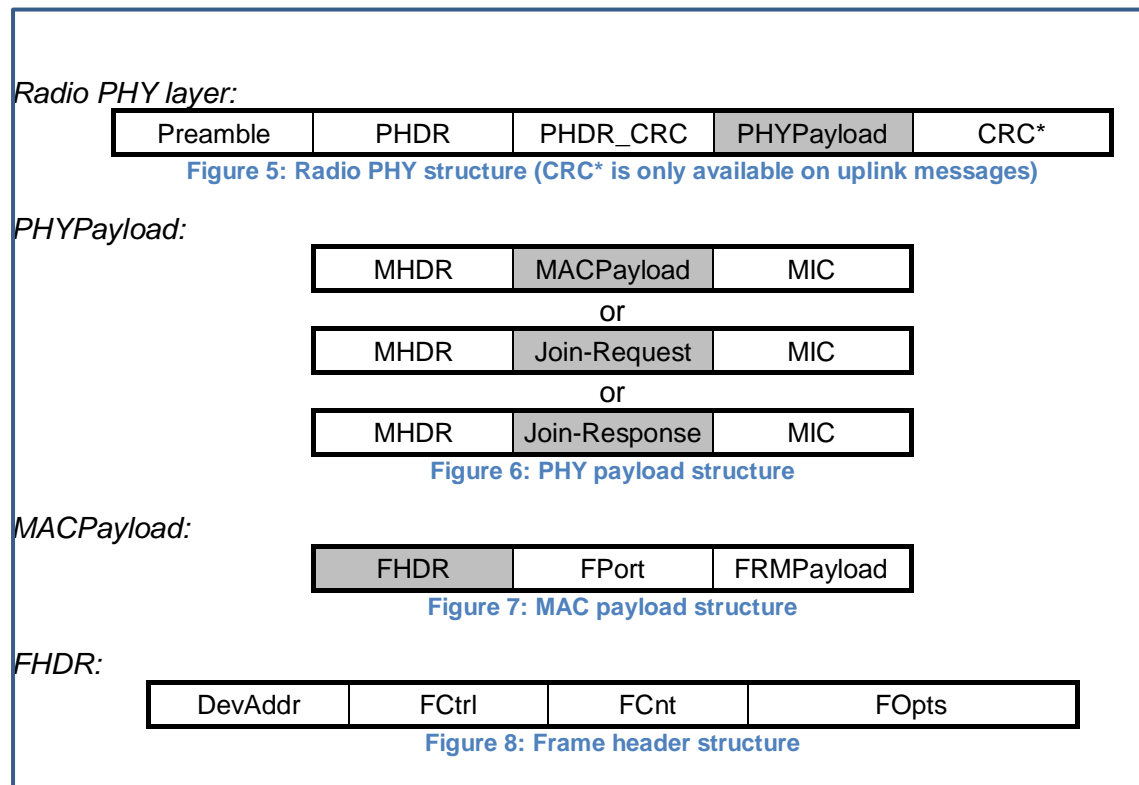 Radio PHY layer:
Preamble PHDR PHDR_CRC PHYPayload CRC*
Figure 5: Radio PHY structure (CRC* is only available on uplink messages)
PHYPayload:
MHDR MACPayload MIC
or
MHDR Join-Request MIC
or
MHDR Join-Response MIC
Figure 6: PHY payload structure
MACPayload:
FHDR FPort FRMPayload
Figure 7: MAC payload structure
FHDR:
DevAddr FCtrl FCnt FOpts
Figure 8: Frame header structure